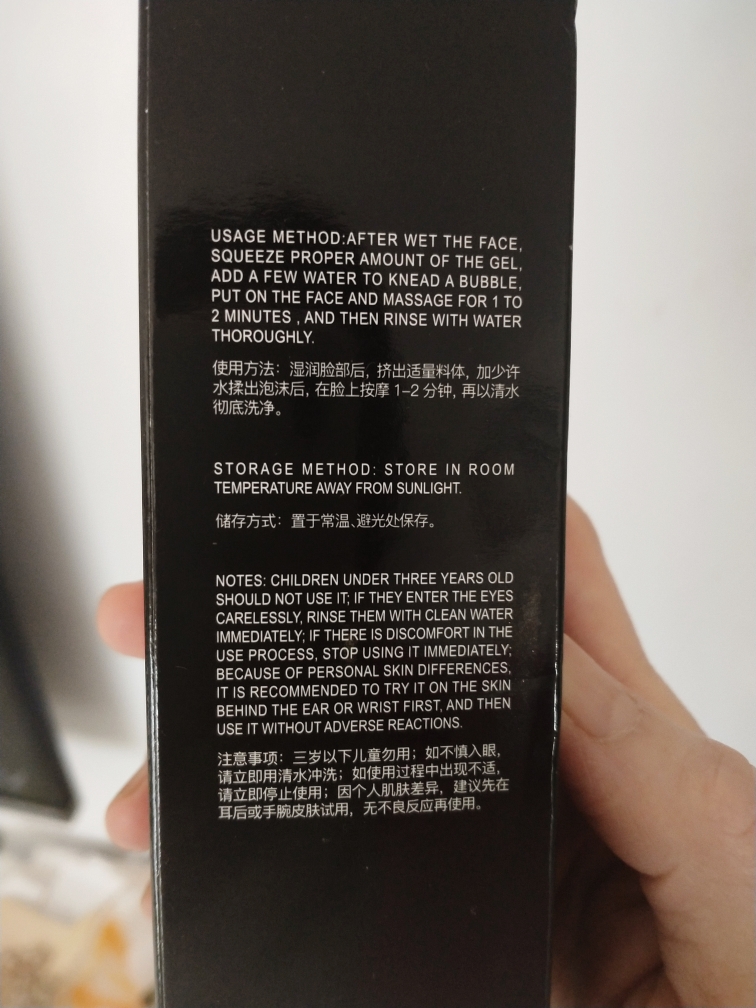 USAGE METHOD:AFTER WET THE FACE,
SQUEEZE PROPER AMOUNT OF THE GEL,
ADD A FEW WATER TO KNEAD A BUBBLE,
PUT ON THE FACE AND MASSAGE FOR 1 TO
2 MINUTES , AND THEN RINSE WITH WATER
THOROUGHLY.
使用方法：湿润脸部后，挤出适量料体，加少许
水揉出泡沫后，在脸上按摩 1-2 分钟，再以清水
彻底洗净。
STORAGE METHOD: STORE IN ROOM
TEMPERATURE AWAY FROM SUNLIGHT.
储存方式：置于常温、避光处保存。
NOTES: CHILDREN UNDER THREE YEARS OLD
SHOULD NOT USE IT; IF THEY ENTER THE EYES
CARELESSLY, RINSE THEM WITH CLEAN WATER
IMMEDIATELY; IF THERE IS DISCOMFORT IN THE
USE PROCESS, STOP USING IT IMMEDIATELY;
BECAUSE OF PERSONAL SKIN DIFFERENCES,
IT IS RECOMMENDED TO TRY IT ON THE SKIN
BEHIND THE EAR OR WRIST FIRST, AND THEN
USE IT WITHOUT ADVERSE REACTIONS.
注意事项：三岁以下儿童勿用；如不慎入眼，
请立即用清水冲洗；如使用过程中出现不适，
请立即停止使用；因个人肌肤差异，建议先在
耳后或手腕皮肤试用，无不良反应再使用。